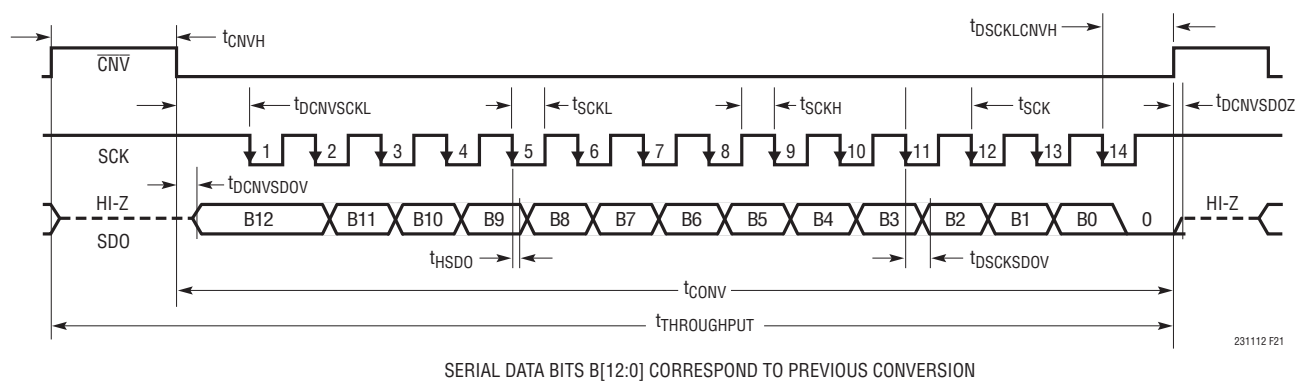 tCNVH
tDSCKLCNVH
CNV
tDCNVSCKL
tSCKL
tSCKH
tSCK
tDCNVSDOZ
SCK
1 2 3 4 5 6 7 8 9 10 11 12 13 14
tDCNVSDOV
HI-Z
HI-Z
B12 B11 B10 B9 B8 B7 B6 B5 B4 B3 B2 B1 B0 0
SDO
tHSDO
tDSCKSDOV
tCONV
tTHROUGHPUT
231112 F21
SERIAL DATA BITS B[12:0] CORRESPOND TO PREVIOUS CONVERSION